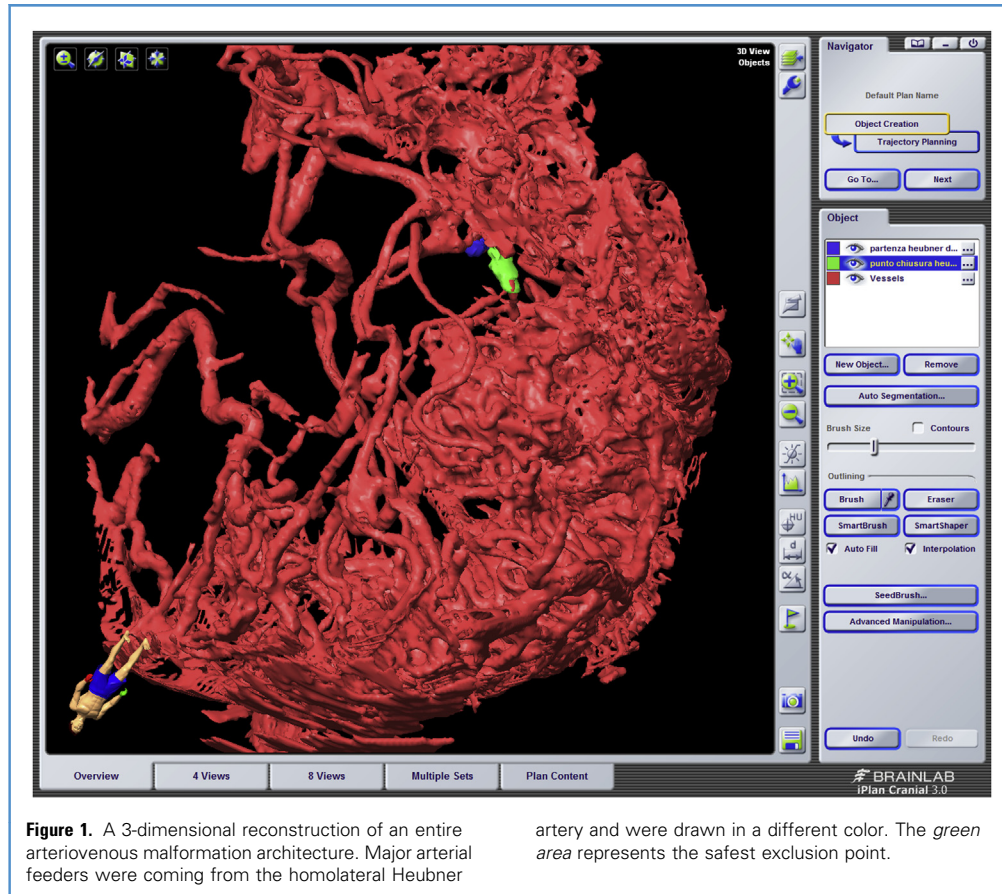 3D View
Objects
Navigator
Default Plan Name
Object Creation
Trajectory Planning
Go To...
Next
Object
partenza heubner d... ...
punto chiusura heu... ...
Vessels ...
New Object...
Remove
Auto Segmentation...
Brush Size
Contours
Outlining
Brush
Eraser
SmartBrush
SmartShaper
Auto Fill
Interpolation
SeedBrush...
Advanced Manipulation...
Undo
Redo
HU
d
α
Overview
4 Views
8 Views
Multiple Sets
Plan Content
BRAINLAB
iPlan Cranial 3.0
Figure 1. A 3-dimensional reconstruction of an entire
arteriovenous malformation architecture. Major arterial
feeders were coming from the homolateral Heubner
artery and were drawn in a different color. The green
area represents the safest exclusion point.